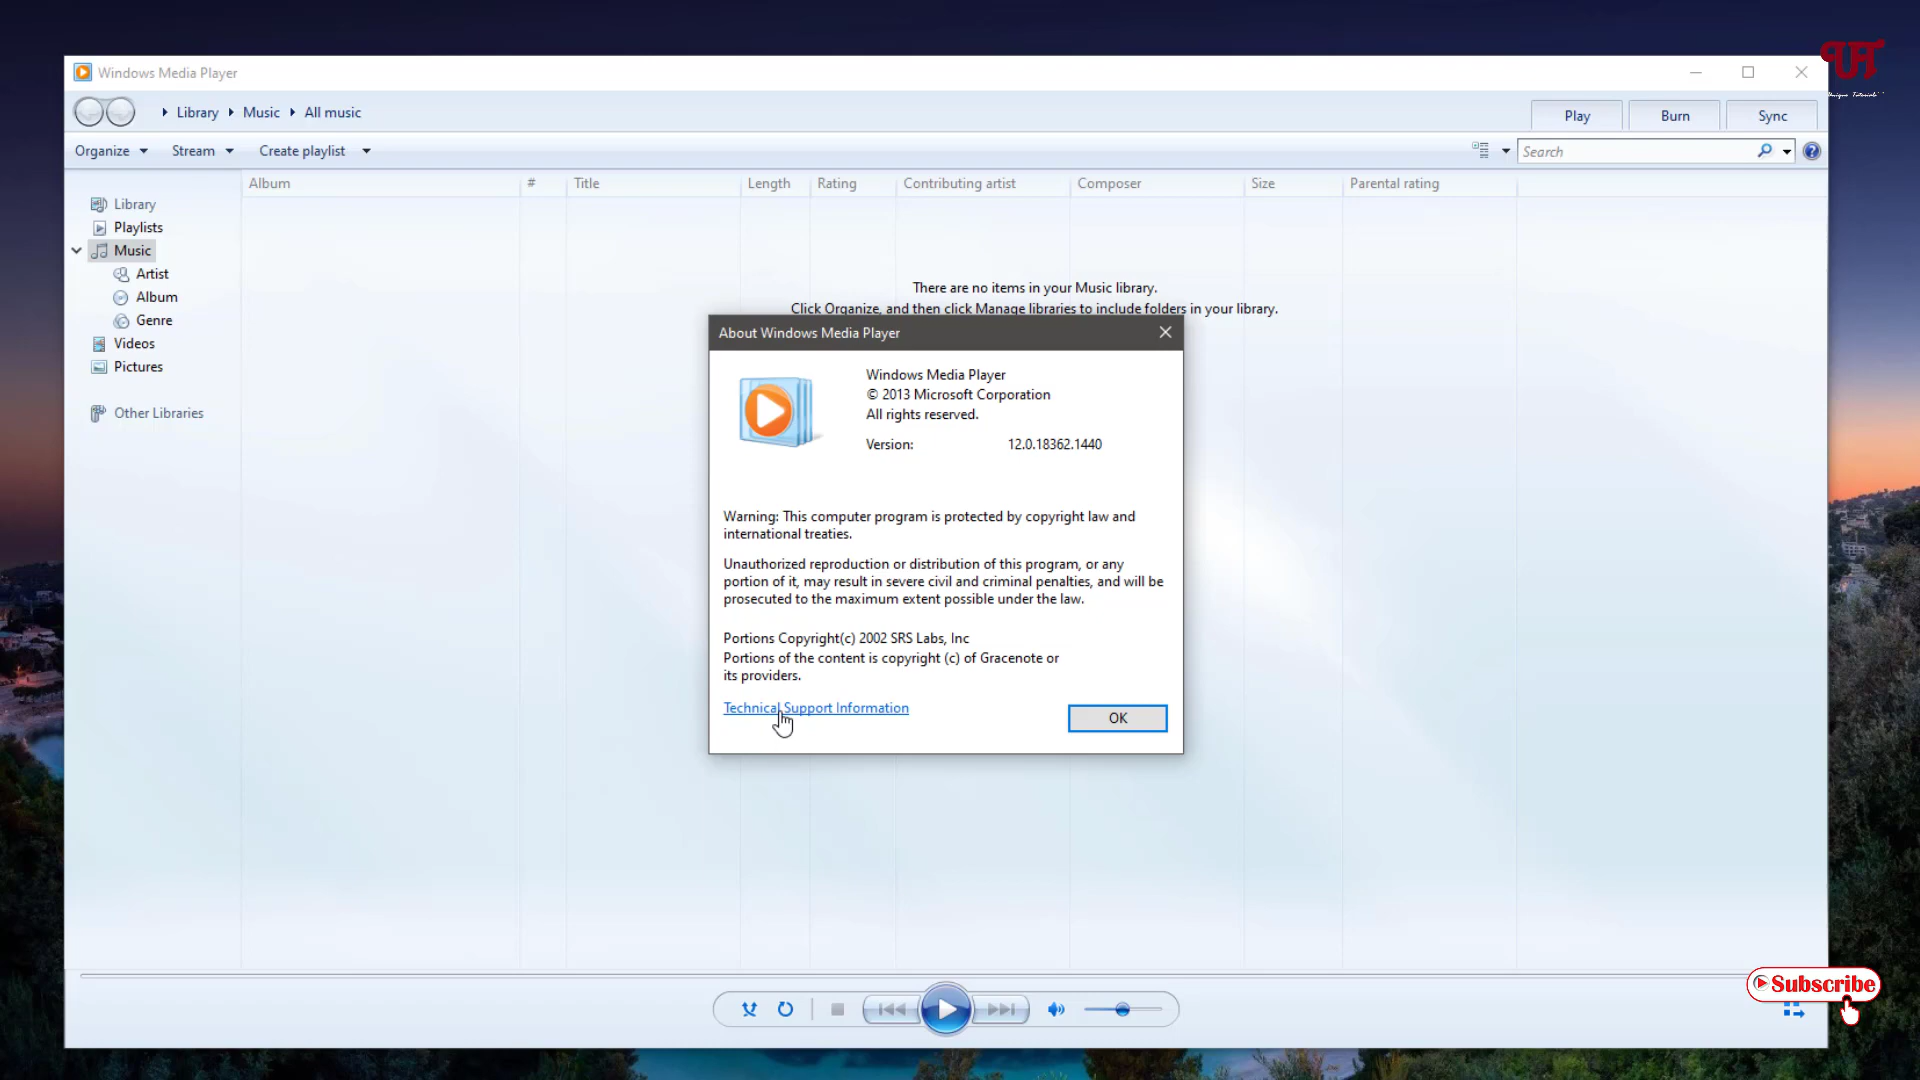 Windows Media Player
Library Music All music
Play Burn Sync
Organize Stream Create playlist
Search
Album # Title Length Rating Contributing artist Composer Size Parental rating
Library
Playlists
Music
Artist
Album
Genre
Videos
Pictures
Other Libraries
There are no items in your Music library.
Click Organize, and then click Manage libraries to include folders in your library.
About Windows Media Player
Windows Media Player
© 2013 Microsoft Corporation
All rights reserved.
Version: 12.0.18362.1440
Warning: This computer program is protected by copyright law and
international treaties.
Unauthorized reproduction or distribution of this program, or any
portion of it, may result in severe civil and criminal penalties, and will be
prosecuted to the maximum extent possible under the law.
Portions Copyright(c) 2002 SRS Labs, Inc
Portions of the content is copyright (c) of Gracenote or
its providers.
Technical Support Information
OK
UT
Unique Tutorials
Subscribe